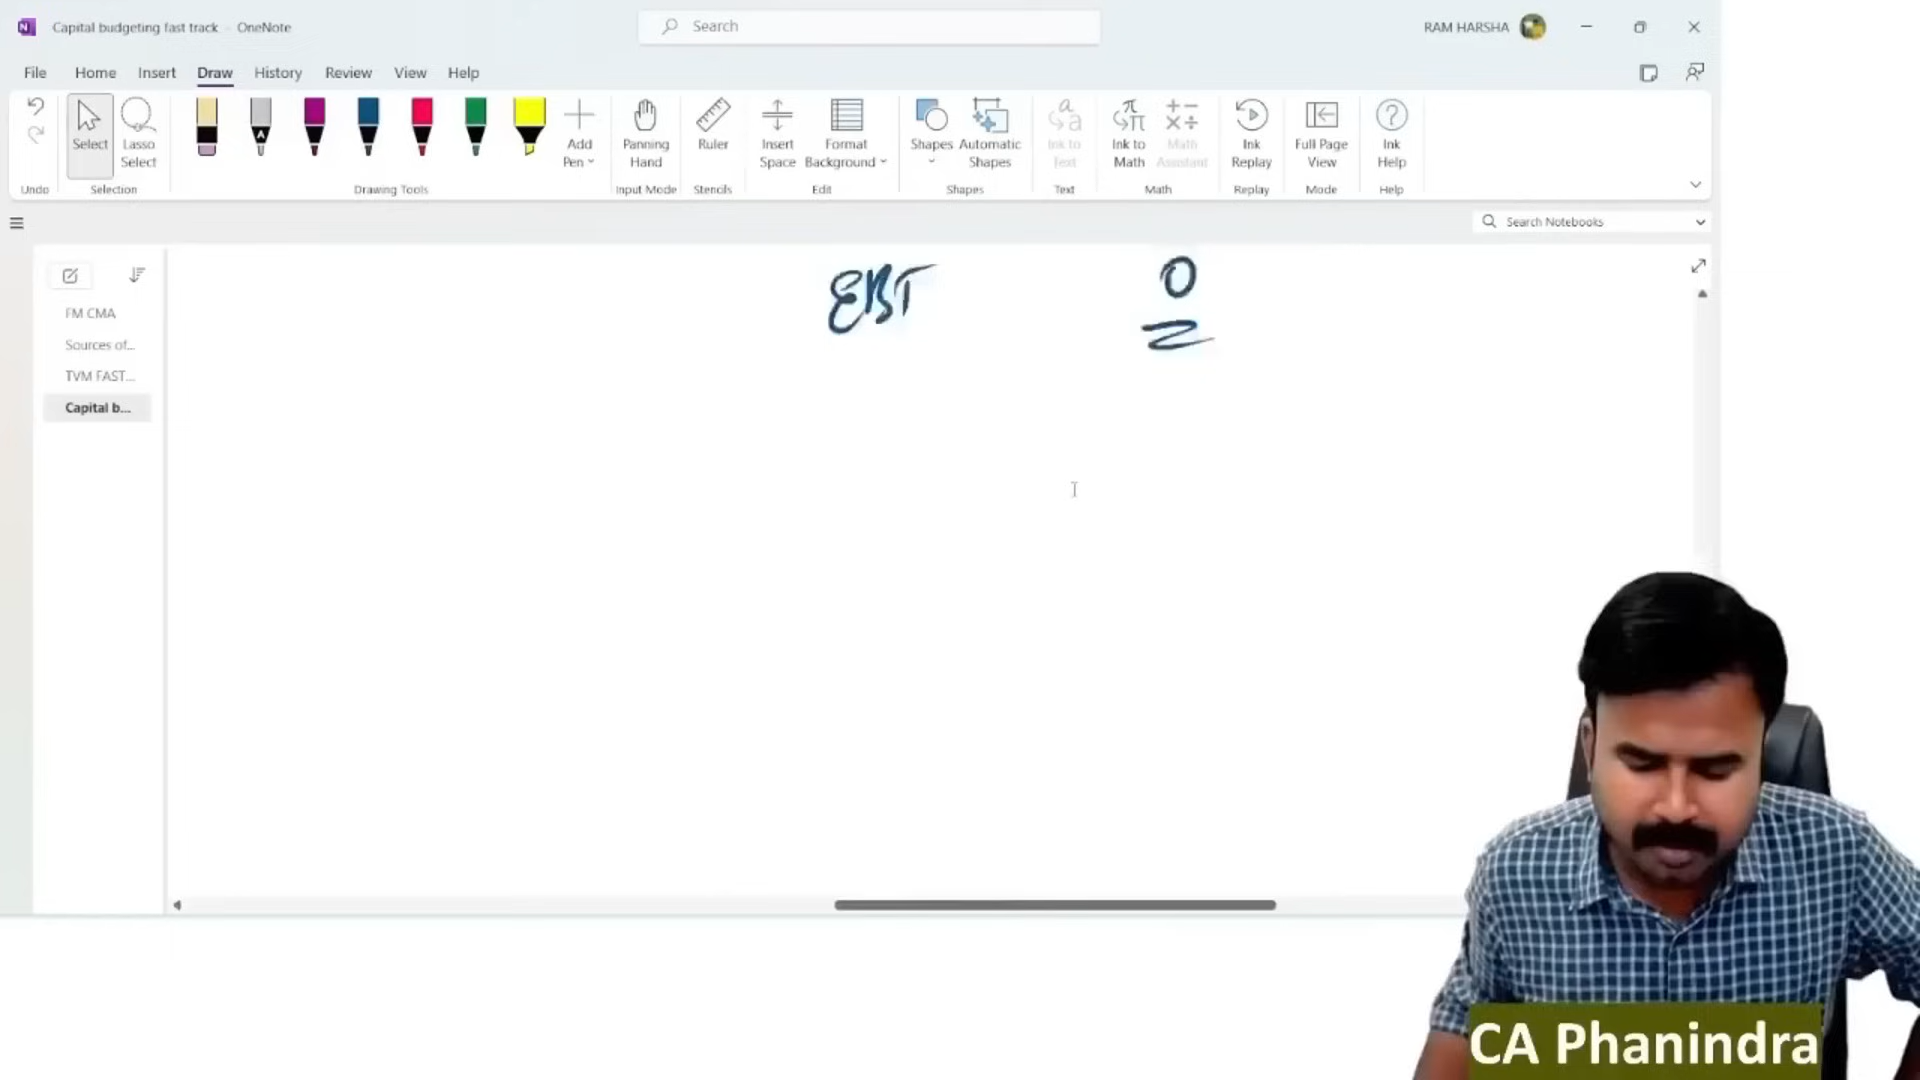 Capital budgeting fast track - OneNote
Search
RAM HARSHA
File Home Insert Draw History Review View Help
Select
Lasso Select
A
Add Pen
Panning Hand
Ruler
Insert Space
Format Background
Shapes
Automatic Shapes
Ink to Text
Ink to Math
Math Assistant
Ink Replay
Full Page View
Ink Help
Undo Selection Drawing Tools Input Mode Stencils Edit Shapes Text Math Replay Mode Help
Search Notebooks
EBT 0
FM CMA
Sources of...
TVM FAST...
Capital b...
CA Phanindra